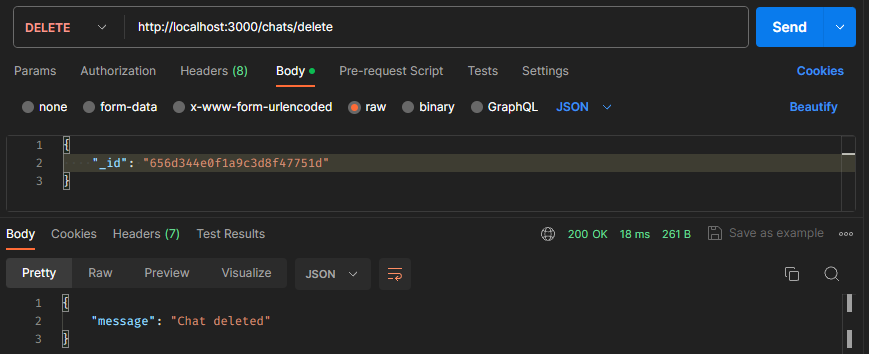 DELETE http://localhost:3000/chats/delete Send
Params Authorization Headers (8) Body Pre-request Script Tests Settings Cookies
none form-data x-www-form-urlencoded raw binary GraphQL JSON Beautify
1 {
2 "_id": "656d344e0f1a9c3d8f47751d"
3 }
Body Cookies Headers (7) Test Results 200 OK 18 ms 261 B Save as example
Pretty Raw Preview Visualize JSON
1 {
2 "message": "Chat deleted"
3 }